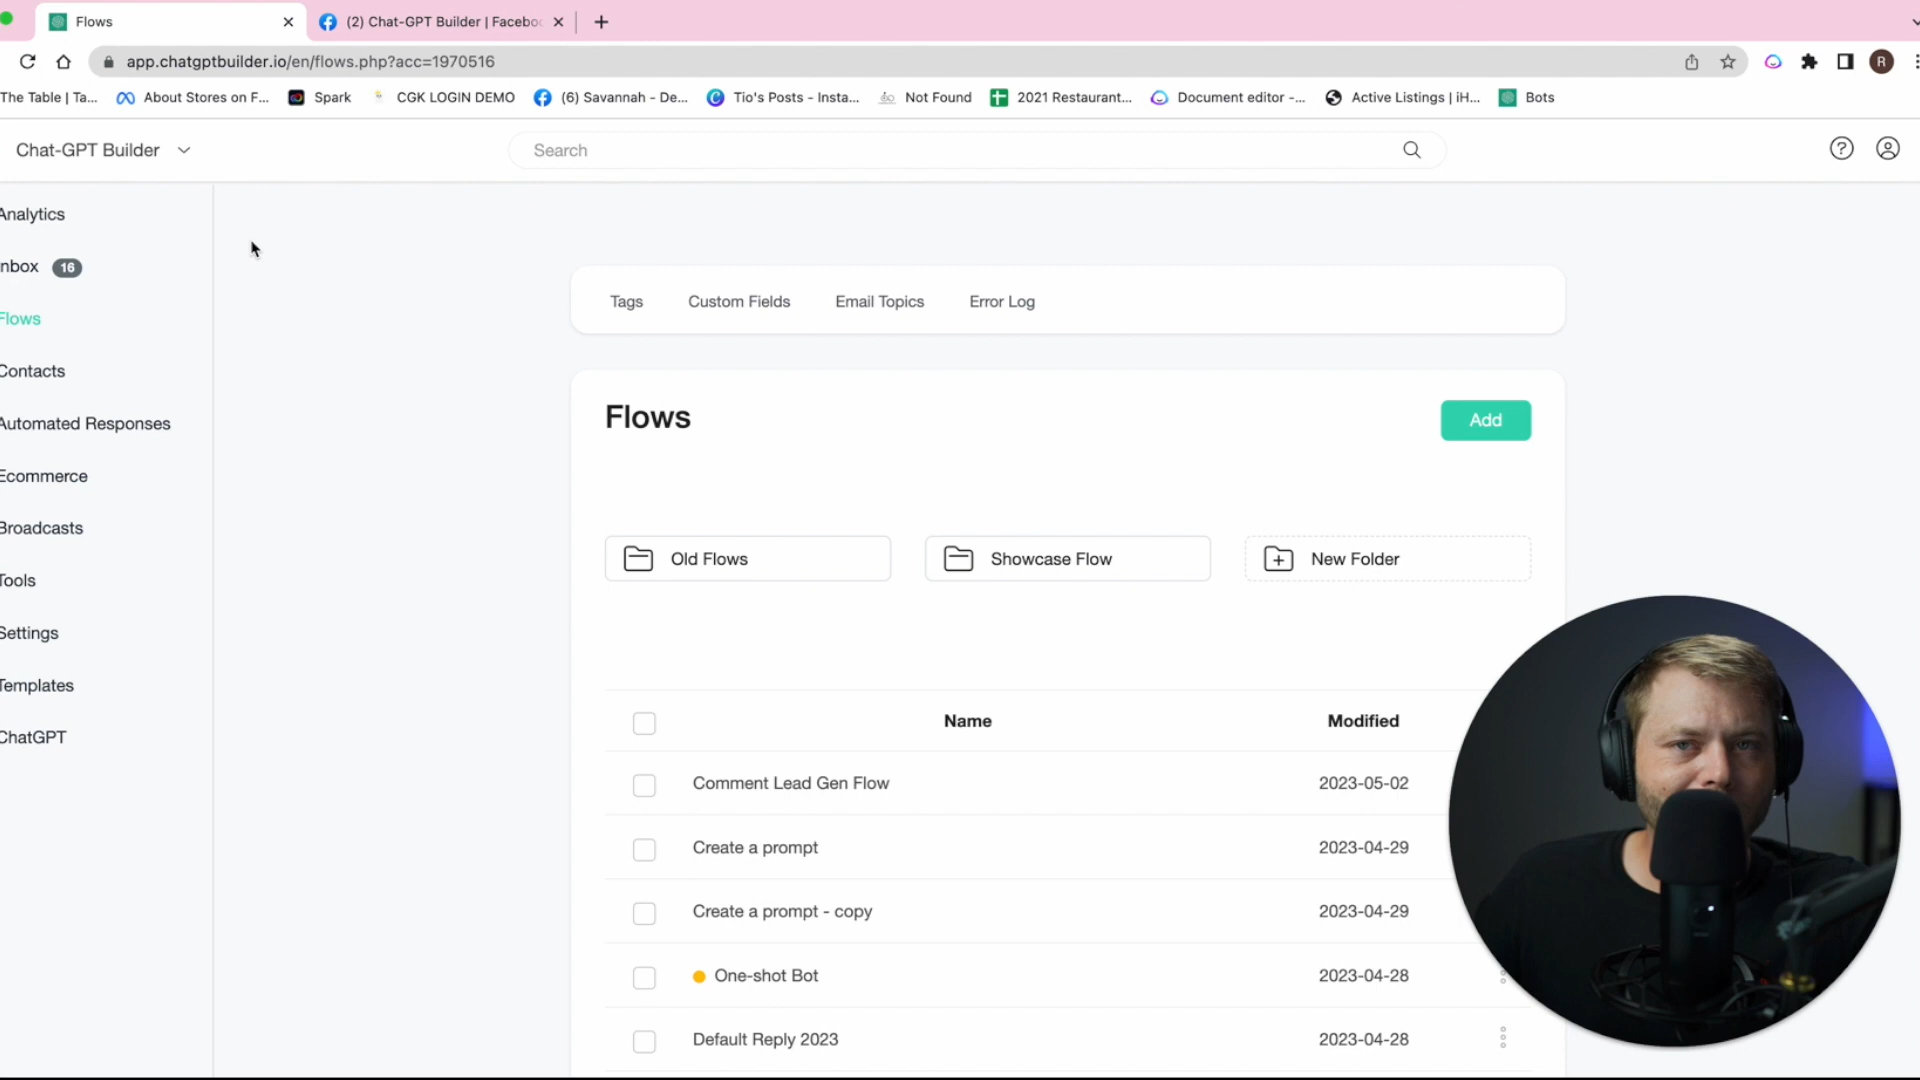 Flows
(2) Chat-GPT Builder | Facebo
app.chatgptbuilder.io/en/flows.php?acc=1970516
R
The Table | Ta...
About Stores on F...
Spark
CGK LOGIN DEMO
(6) Savannah - De...
Tio's Posts - Insta...
Not Found
2021 Restaurant...
Document editor -...
Active Listings | iH...
Bots
Chat-GPT Builder
Search
Analytics
nbox 16
Flows
Contacts
Automated Responses
Ecommerce
Broadcasts
Tools
Settings
Templates
ChatGPT
Tags
Custom Fields
Email Topics
Error Log
Flows
Add
Old Flows
Showcase Flow
New Folder
Name
Modified
Comment Lead Gen Flow
2023-05-02
Create a prompt
2023-04-29
Create a prompt - copy
2023-04-29
One-shot Bot
2023-04-28
Default Reply 2023
2023-04-28